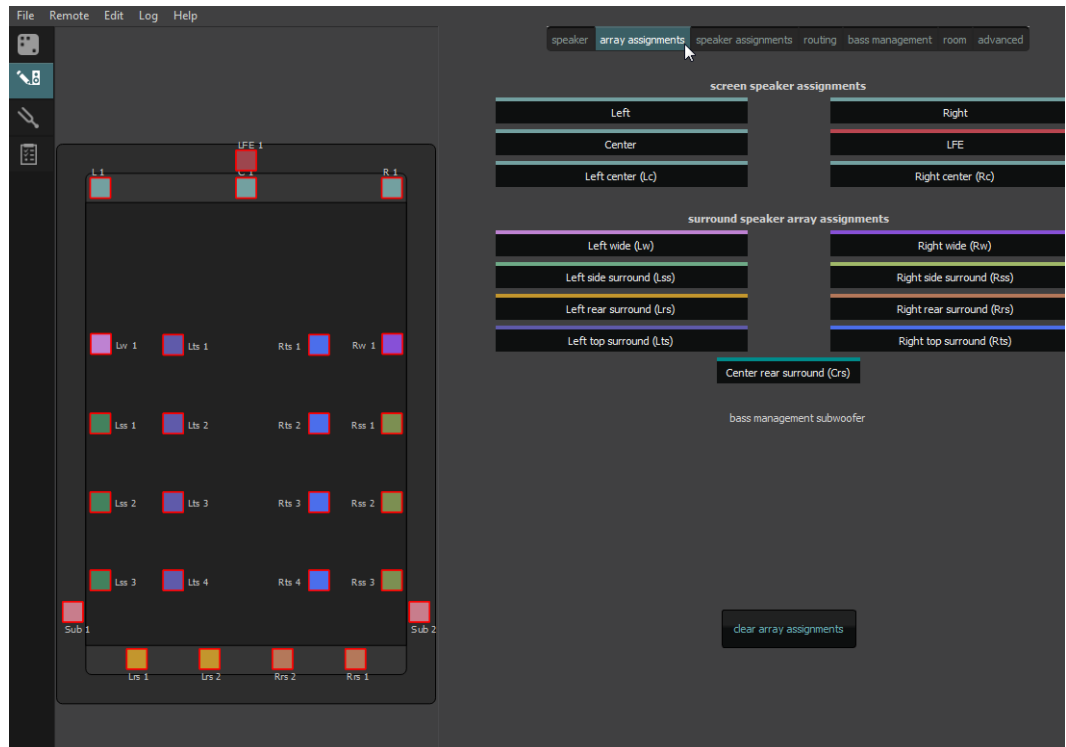 File Remote Edit Log Help
speaker array assignments speaker assignments routing bass management room advanced
screen speaker assignments
Left Right
Center LFE
Left center (Lc) Right center (Rc)
surround speaker array assignments
Left wide (Lw) Right wide (Rw)
Left side surround (Lss) Right side surround (Rss)
Left rear surround (Lrs) Right rear surround (Rrs)
Left top surround (Lts) Right top surround (Rts)
Center rear surround (Crs)
bass management subwoofer
clear array assignments
LFE 1
L 1 C 1 R 1
Lw 1 Lts 1 Rts 1 Rw 1
Lss 1 Lts 2 Rts 2 Rss 1
Lss 2 Lts 3 Rts 3 Rss 2
Lss 3 Lts 4 Rts 4 Rss 3
Sub 1 Sub 2
Lrs 1 Lrs 2 Rrs 2 Rrs 1